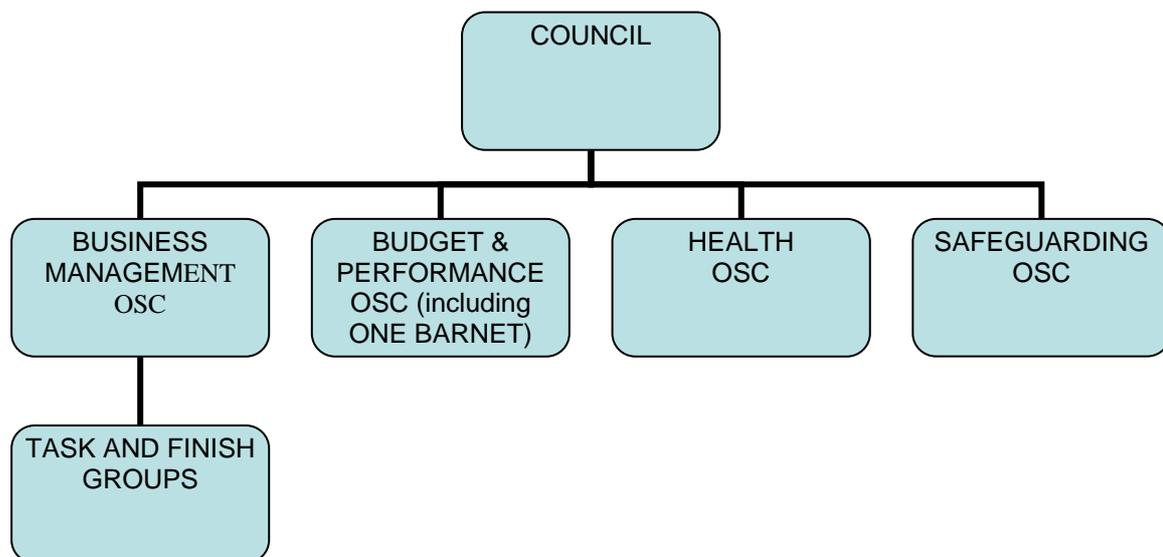 COUNCIL
BUSINESS
MANAGEMENT
OSC
BUDGET &
PERFORMANCE
OSC (including
ONE BARNET)
HEALTH
OSC
SAFEGUARDING
OSC
TASK AND FINISH
GROUPS